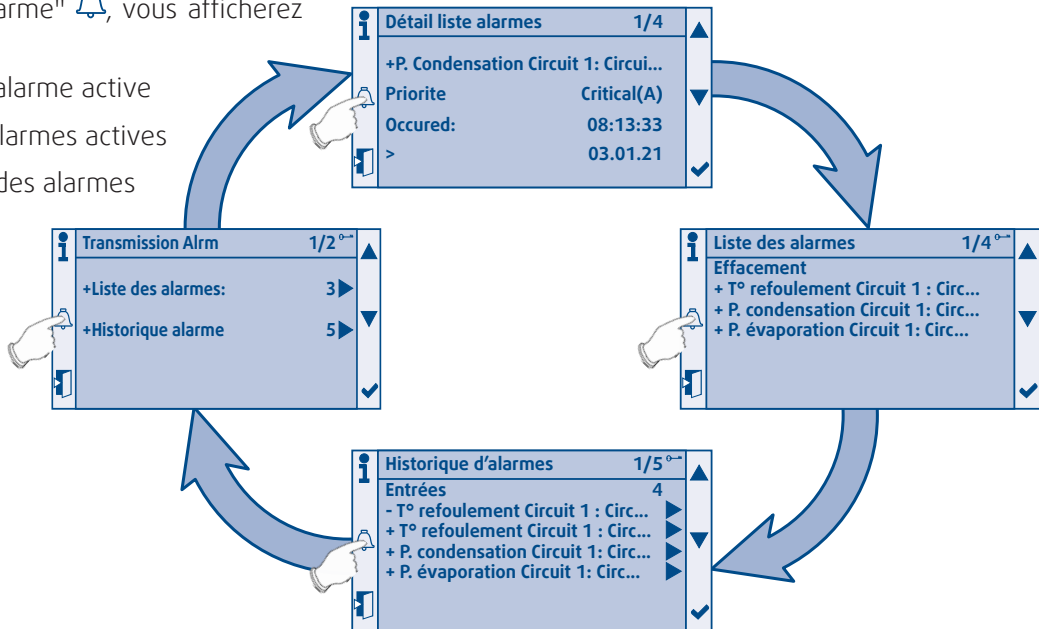 arme" , vous afficherez
alarme active
larmes actives
des alarmes
Détail liste alarmes 1/4
+P. Condensation Circuit 1: Circui...
Priorite Critical(A)
Occured: 08:13:33
> 03.01.21
Transmission Alrm 1/2
+Liste des alarmes: 3
+Historique alarme 5
Liste des alarmes 1/4
Effacement
+ T° refoulement Circuit 1 : Circ...
+ P. condensation Circuit 1: Circ...
+ P. évaporation Circuit 1: Circ...
Historique d'alarmes 1/5
Entrées 4
- T° refoulement Circuit 1 : Circ...
+ T° refoulement Circuit 1 : Circ...
+ P. condensation Circuit 1: Circ...
+ P. évaporation Circuit 1: Circ...